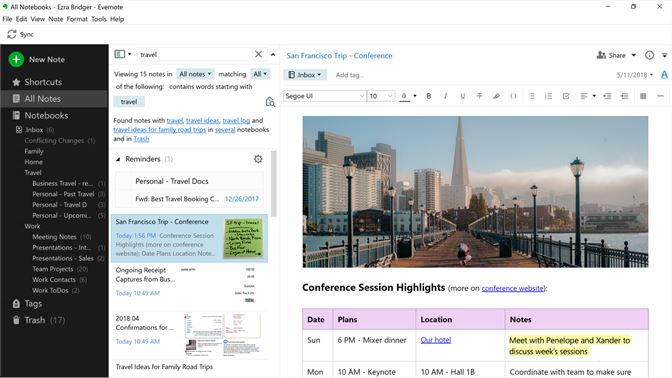 All Notebooks - Ezra Bridger - Evernote
File Edit View Note Format Tools Help
Sync
New Note
Shortcuts
All Notes
Notebooks
.Inbox (6)
Conflicting Changes (1)
Family
Home
Travel
Business Travel - re... (1)
Personal - Past Travel (3)
Personal - Travel D (3)
Personal - Upcomi... (5)
Work
Meeting Notes (10)
Presentations - Int... (1)
Presentations - Sales (2)
Team Projects (20)
Work Contacts (6)
Work ToDos (2)
Tags
Trash (17)
travel
Viewing 15 notes in All notes matching All
of the following: contains words starting with
travel
Found notes with travel, travel ideas, travel log and
travel ideas for family road trips in several notebooks
and in Trash
Reminders (1)
Personal - Travel Docs
Fwd: Best Travel Booking C... 12/26/2017
San Francisco Trip - Conference
Today 1:56 PM Conference Session
Highlights (more on conference
website): Date Plans Location Note...
SF trip - Travel
Ongoing Receipt
Captures from Bus...
Today 10:49 AM
TOTAL
2018 04
Confirmations for ...
Today 10:49 AM
Travel Ideas for Family Road Trips
San Francisco Trip - Conference
Share
.Inbox
Add tag...
5/11/2018
Segoe UI 10 a B I U T
Conference Session Highlights (more on conference website):
Date Plans Location Notes
Sun 6 PM - Mixer dinner Our hotel Meet with Penelope and Xander to
discuss week's sessions
Mon 10 AM - Keynote 10 AM - Hall 1B Coordinate with team to make sure